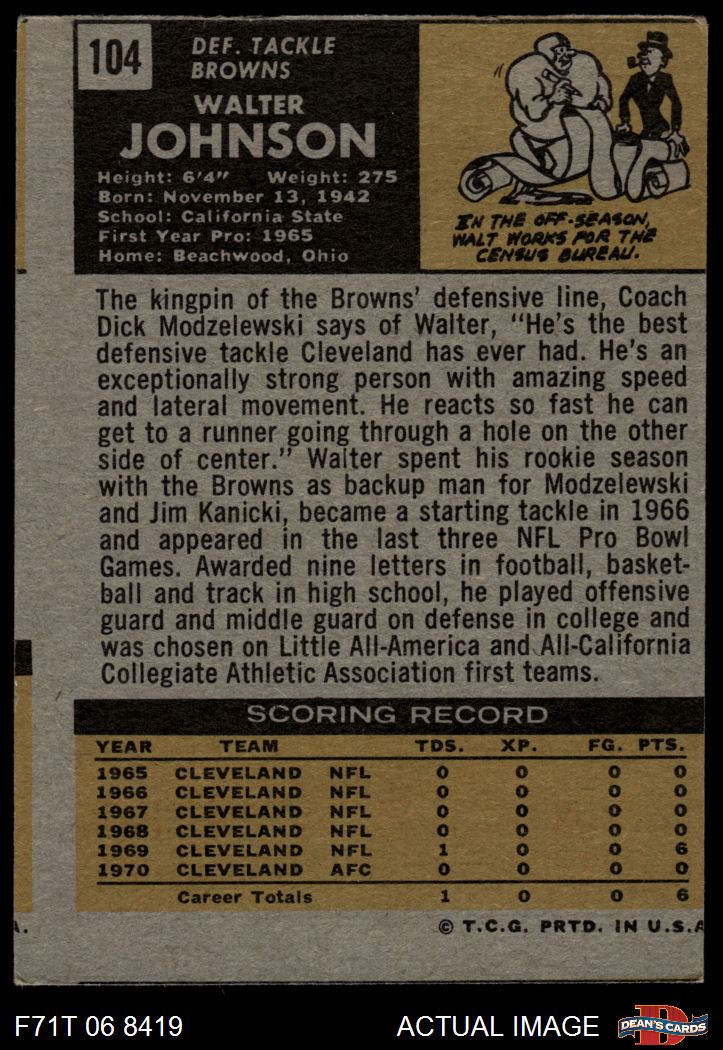 104
DEF. TACKLE
BROWNS
WALTER
JOHNSON
Height: 6'4" Weight: 275
Born: November 13, 1942
School: California State
First Year Pro: 1965
Home: Beachwood, Ohio
IN THE OFF-SEASON,
WALT WORKS FOR THE
CENSUS BUREAU.
The kingpin of the Browns' defensive line, Coach
Dick Modzelewski says of Walter, "He's the best
defensive tackle Cleveland has ever had. He's an
exceptionally strong person with amazing speed
and lateral movement. He reacts so fast he can
get to a runner going through a hole on the other
side of center." Walter spent his rookie season
with the Browns as backup man for Modzelewski
and Jim Kanicki, became a starting tackle in 1966
and appeared in the last three NFL Pro Bowl
Games. Awarded nine letters in football, basket-
ball and track in high school, he played offensive
guard and middle guard on defense in college and
was chosen on Little All-America and All-California
Collegiate Athletic Association first teams.
SCORING RECORD
YEAR TEAM TDS. XP. FG. PTS.
1965 CLEVELAND NFL 0 0 0 0
1966 CLEVELAND NFL 0 0 0 0
1967 CLEVELAND NFL 0 0 0 0
1968 CLEVELAND NFL 0 0 0 0
1969 CLEVELAND NFL 1 0 0 6
1970 CLEVELAND AFC 0 0 0 0
Career Totals 1 0 0 6
A. © T.C.G. PRTD. IN U.S.A
F71T 06 8419 ACTUAL IMAGE D DEAN'S CARDS